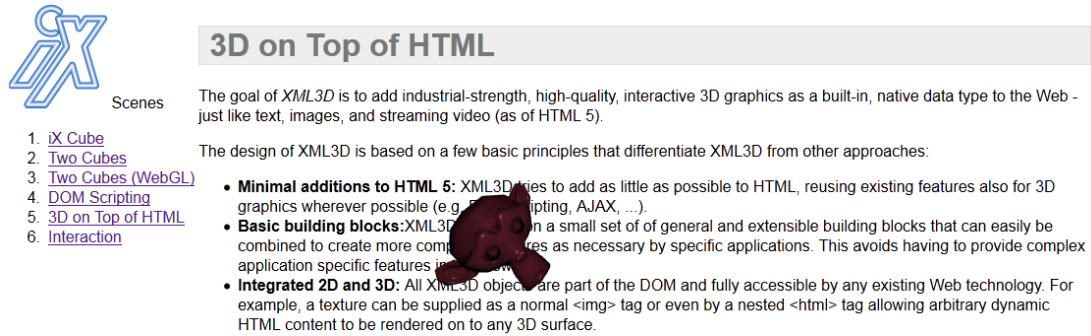 iX
Scenes
1. iX Cube
2. Two Cubes
3. Two Cubes (WebGL)
4. DOM Scripting
5. 3D on Top of HTML
6. Interaction
3D on Top of HTML
The goal of XML3D is to add industrial-strength, high-quality, interactive 3D graphics as a built-in, native data type to the Web -
just like text, images, and streaming video (as of HTML 5).
The design of XML3D is based on a few basic principles that differentiate XML3D from other approaches:
• Minimal additions to HTML 5: XML3D tries to add as little as possible to HTML, reusing existing features also for 3D
graphics wherever possible (e.g. ipting, AJAX, ...).
• Basic building blocks:XML3D on a small set of of general and extensible building blocks that can easily be
combined to create more comp res as necessary by specific applications. This avoids having to provide complex
application specific features in
• Integrated 2D and 3D: All XML3D objects are part of the DOM and fully accessible by any existing Web technology. For
example, a texture can be supplied as a normal <img> tag or even by a nested <html> tag allowing arbitrary dynamic
HTML content to be rendered on to any 3D surface.